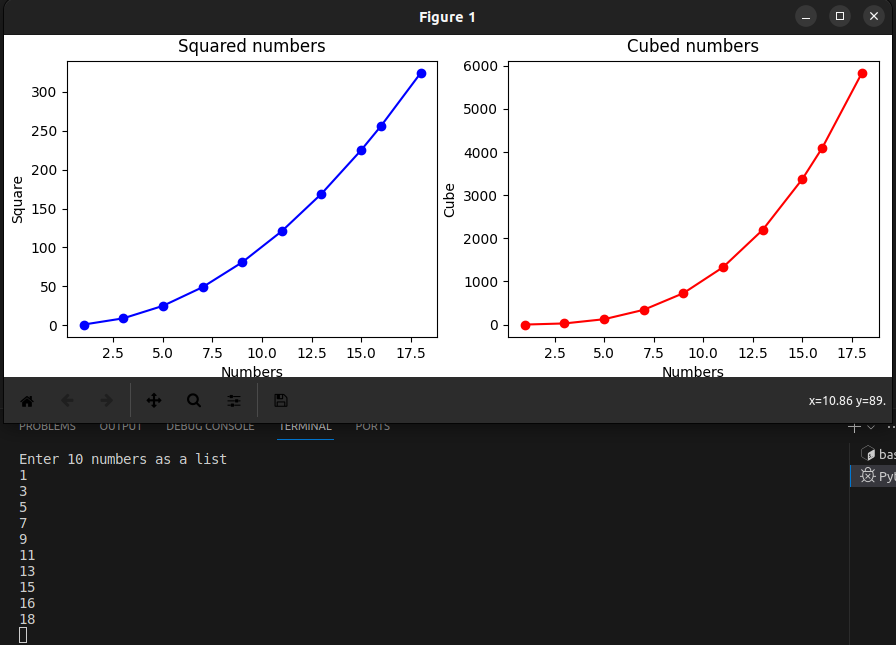 Figure 1
Squared numbers
Square
300
250
200
150
100
50
0
2.5 5.0 7.5 10.0 12.5 15.0 17.5
Numbers
Cubed numbers
Cube
6000
5000
4000
3000
2000
1000
0
2.5 5.0 7.5 10.0 12.5 15.0 17.5
Numbers
x=10.86 y=89.
PROBLEMS OUTPUT DEBUG CONSOLE TERMINAL PORTS
Enter 10 numbers as a list
1
3
5
7
9
11
13
15
16
18
bas